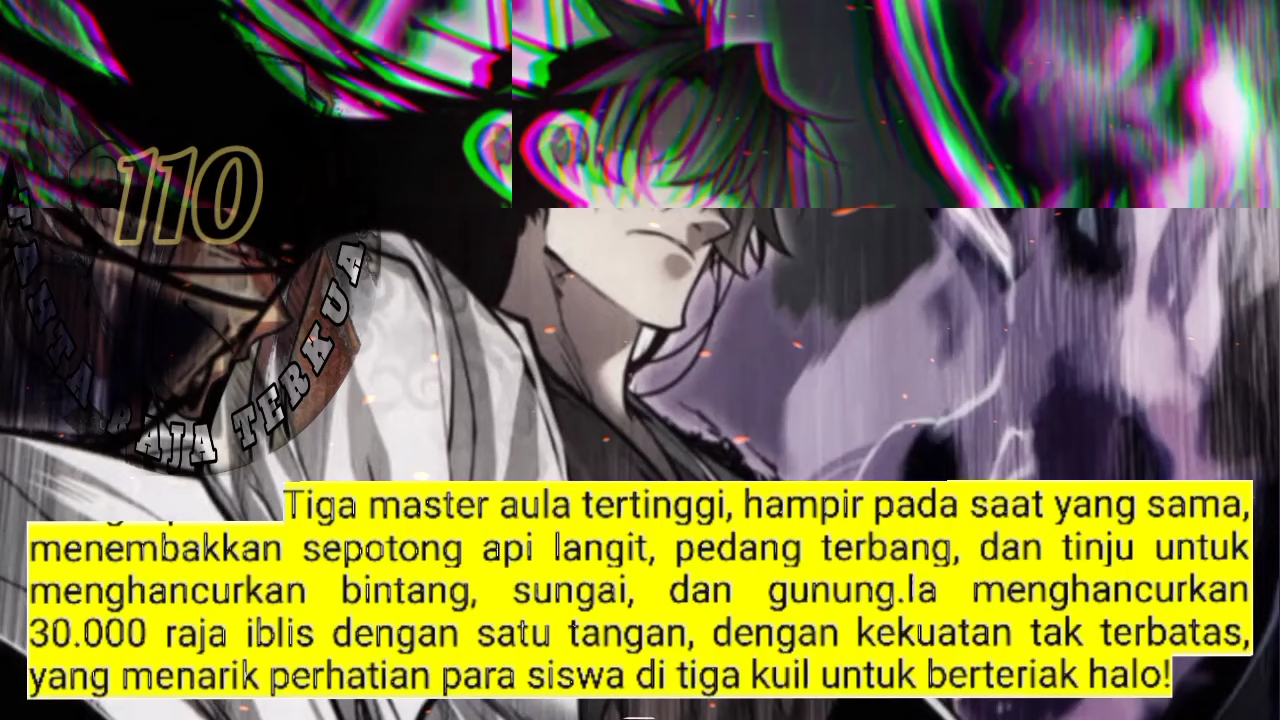 110
TAHTA RAJA TERKUA
Tiga master aula tertinggi, hampir pada saat yang sama,
menembakkan sepotong api langit, pedang terbang, dan tinju untuk
menghancurkan bintang, sungai, dan gunung.Ia menghancurkan
30.000 raja iblis dengan satu tangan, dengan kekuatan tak terbatas,
yang menarik perhatian para siswa di tiga kuil untuk berteriak halo!